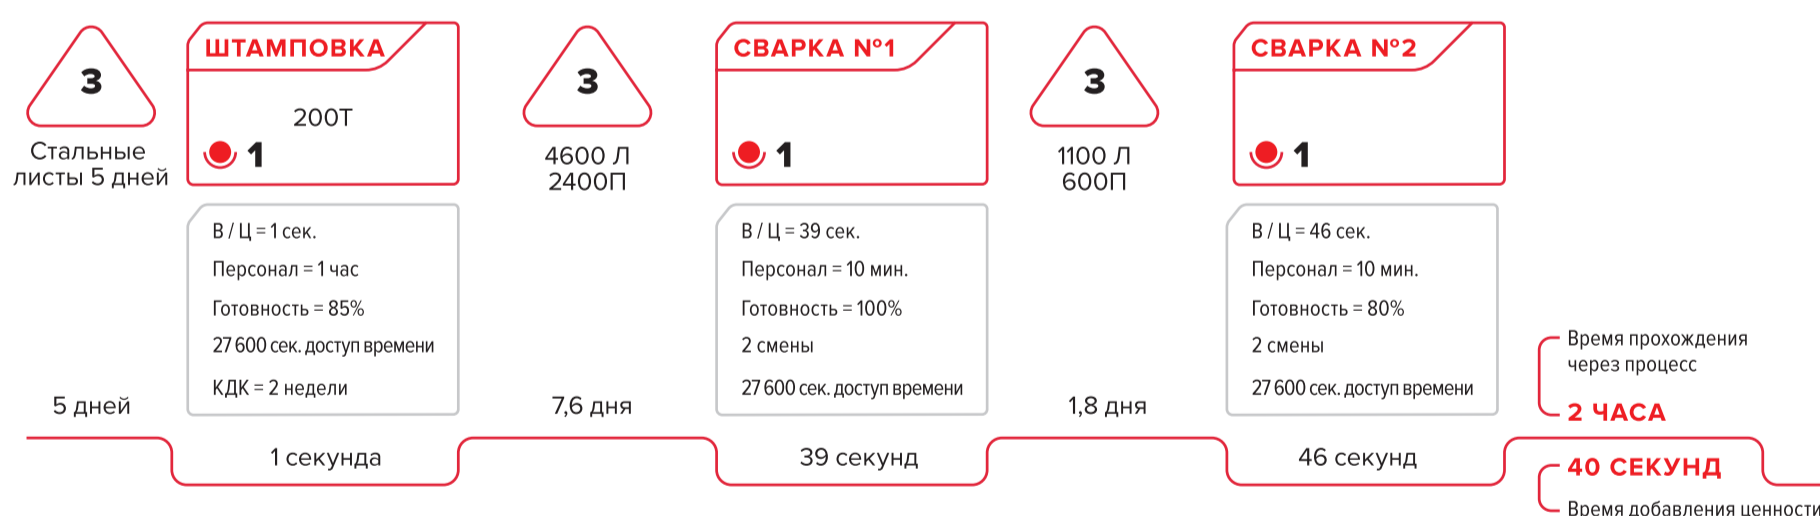 3
Стальные
листы 5 дней
5 дней
ШТАМПОВКА
200Т
1
В / Ц = 1 сек.
Персонал = 1 час
Готовность = 85%
27 600 сек. доступ времени
КДК = 2 недели
1 секунда
3
4600 Л
2400П
7,6 дня
СВАРКА №1
1
В / Ц = 39 сек.
Персонал = 10 мин.
Готовность = 100%
2 смены
27 600 сек. доступ времени
39 секунд
3
1100 Л
600П
1,8 дня
СВАРКА №2
1
В / Ц = 46 сек.
Персонал = 10 мин.
Готовность = 80%
2 смены
27 600 сек. доступ времени
46 секунд
Время прохождения
через процесс
2 ЧАСА
40 СЕКУНД
Время добавления ценности